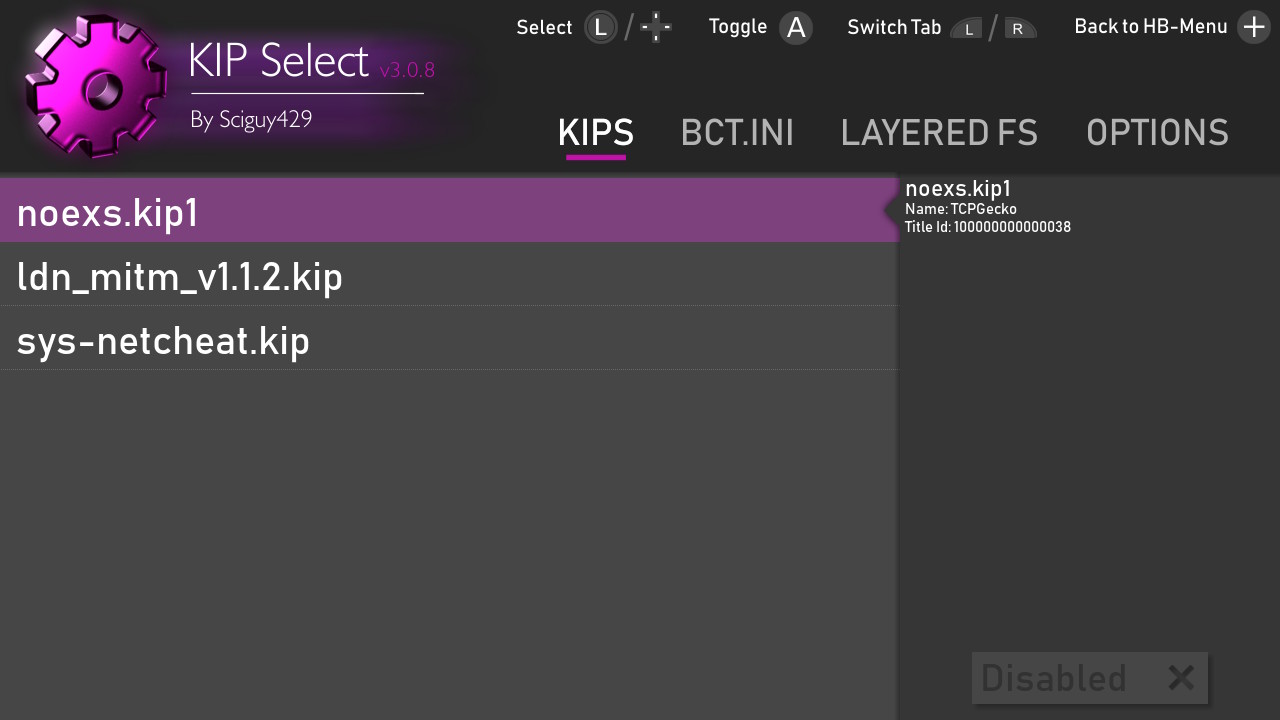 Select L / Toggle A Switch Tab L / R Back to HB-Menu +
KIP Select v3.0.8
By Sciguy429
KIPS BCT.INI LAYERED FS OPTIONS
noexs.kip1
ldn_mitm_v1.1.2.kip
sys-netcheat.kip
noexs.kip1
Name: TCPGecko
Title Id: 100000000000038
Disabled ✕